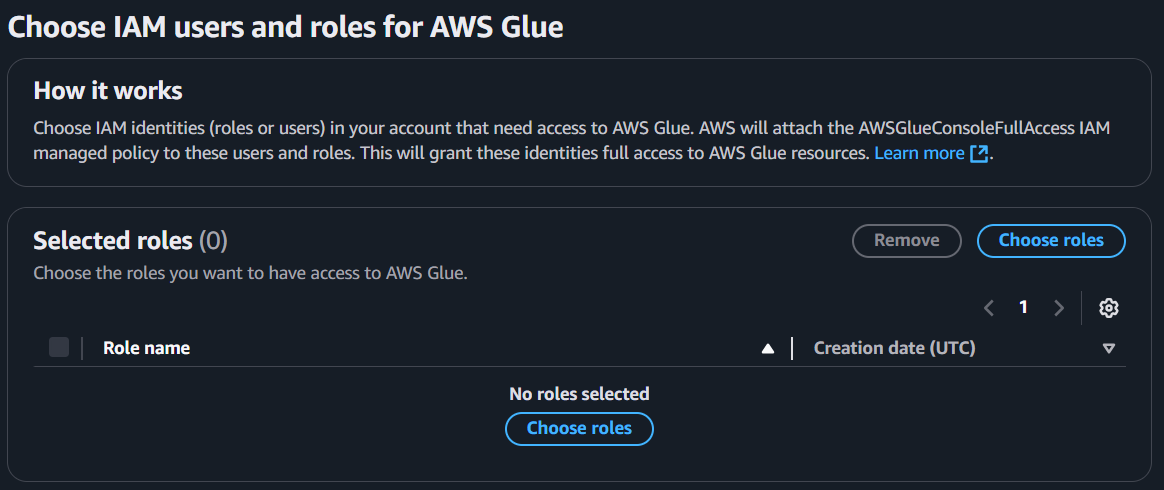 Choose IAM users and roles for AWS Glue
How it works
Choose IAM identities (roles or users) in your account that need access to AWS Glue. AWS will attach the AWSGlueConsoleFullAccess IAM
managed policy to these users and roles. This will grant these identities full access to AWS Glue resources. Learn more.
Selected roles (0)
Remove
Choose roles
Choose the roles you want to have access to AWS Glue.
1
Role name
Creation date (UTC)
No roles selected
Choose roles